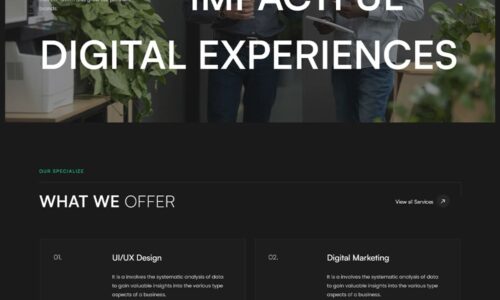 brands.
IMPACTFUL
DIGITAL EXPERIENCES
OUR SPECIALIZE
WHAT WE OFFER
View all Services
01.
UI/UX Design
It is a involves the systematic analysis of data
to gain valuable insights into the various type
aspects of a business.
02.
Digital Marketing
It is a involves the systematic analysis of data
to gain valuable insights into the various type
aspects of a business.